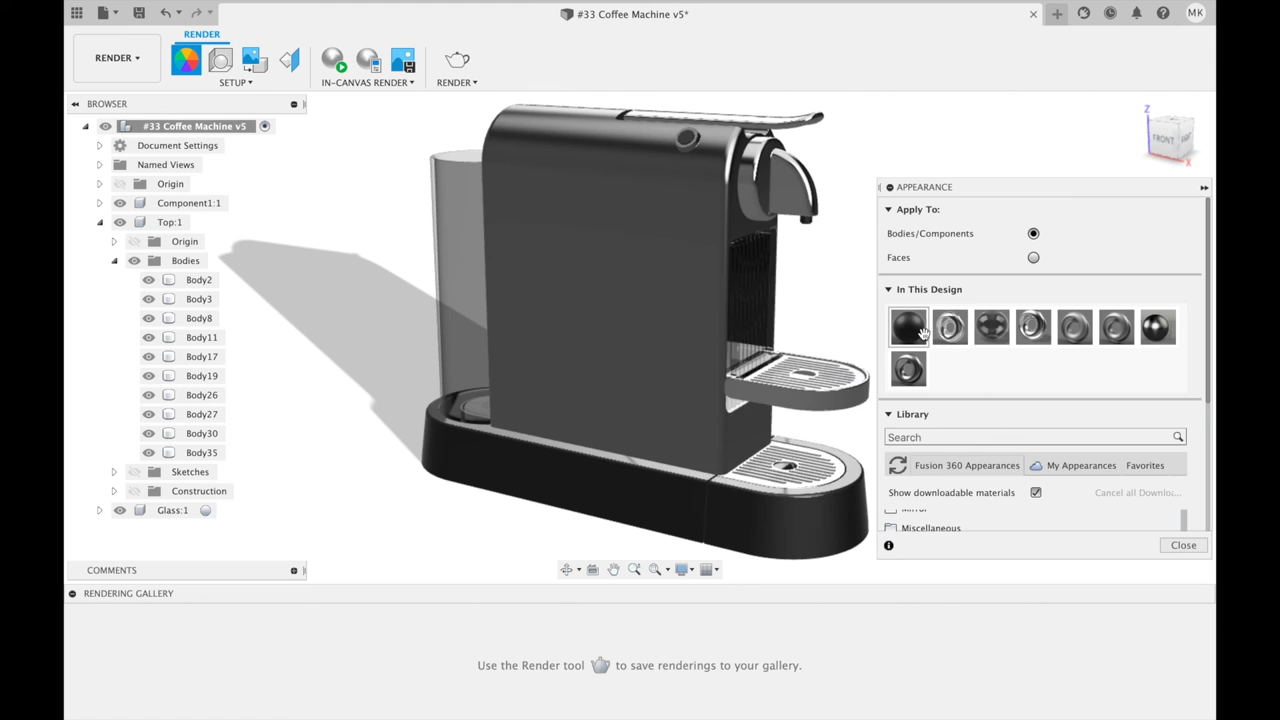 #33 Coffee Machine v5*
MK
RENDER
RENDER
SETUP
IN-CANVAS RENDER
RENDER
BROWSER
#33 Coffee Machine v5
Document Settings
Named Views
Origin
Component1:1
Top:1
Origin
Bodies
Body2
Body3
Body8
Body11
Body17
Body19
Body26
Body27
Body30
Body35
Sketches
Construction
Glass:1
COMMENTS
Z
FRONT
X
APPEARANCE
Apply To:
Bodies/Components
Faces
In This Design
Library
Search
Fusion 360 Appearances My Appearances Favorites
Show downloadable materials Cancel all Downlo...
Mirror
Miscellaneous
Close
RENDERING GALLERY
Use the Render tool to save renderings to your gallery.